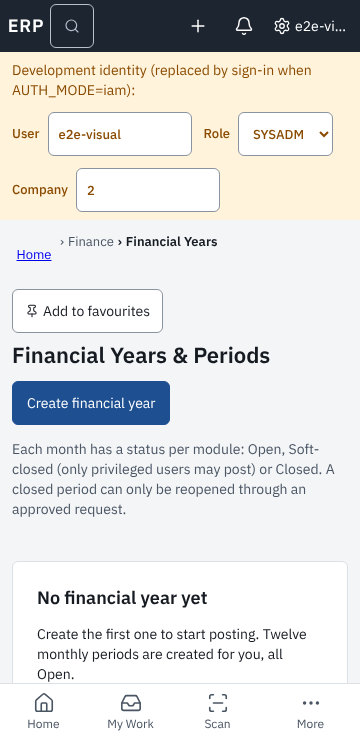 ERP e2e-vi...
Development identity (replaced by sign-in when
AUTH_MODE=iam):
User e2e-visual Role SYSADM
Company 2
Home › Finance › Financial Years
Add to favourites
Financial Years & Periods
Create financial year
Each month has a status per module: Open, Soft-
closed (only privileged users may post) or Closed. A
closed period can only be reopened through an
approved request.
No financial year yet
Create the first one to start posting. Twelve
monthly periods are created for you, all
Open.
Home My Work Scan More